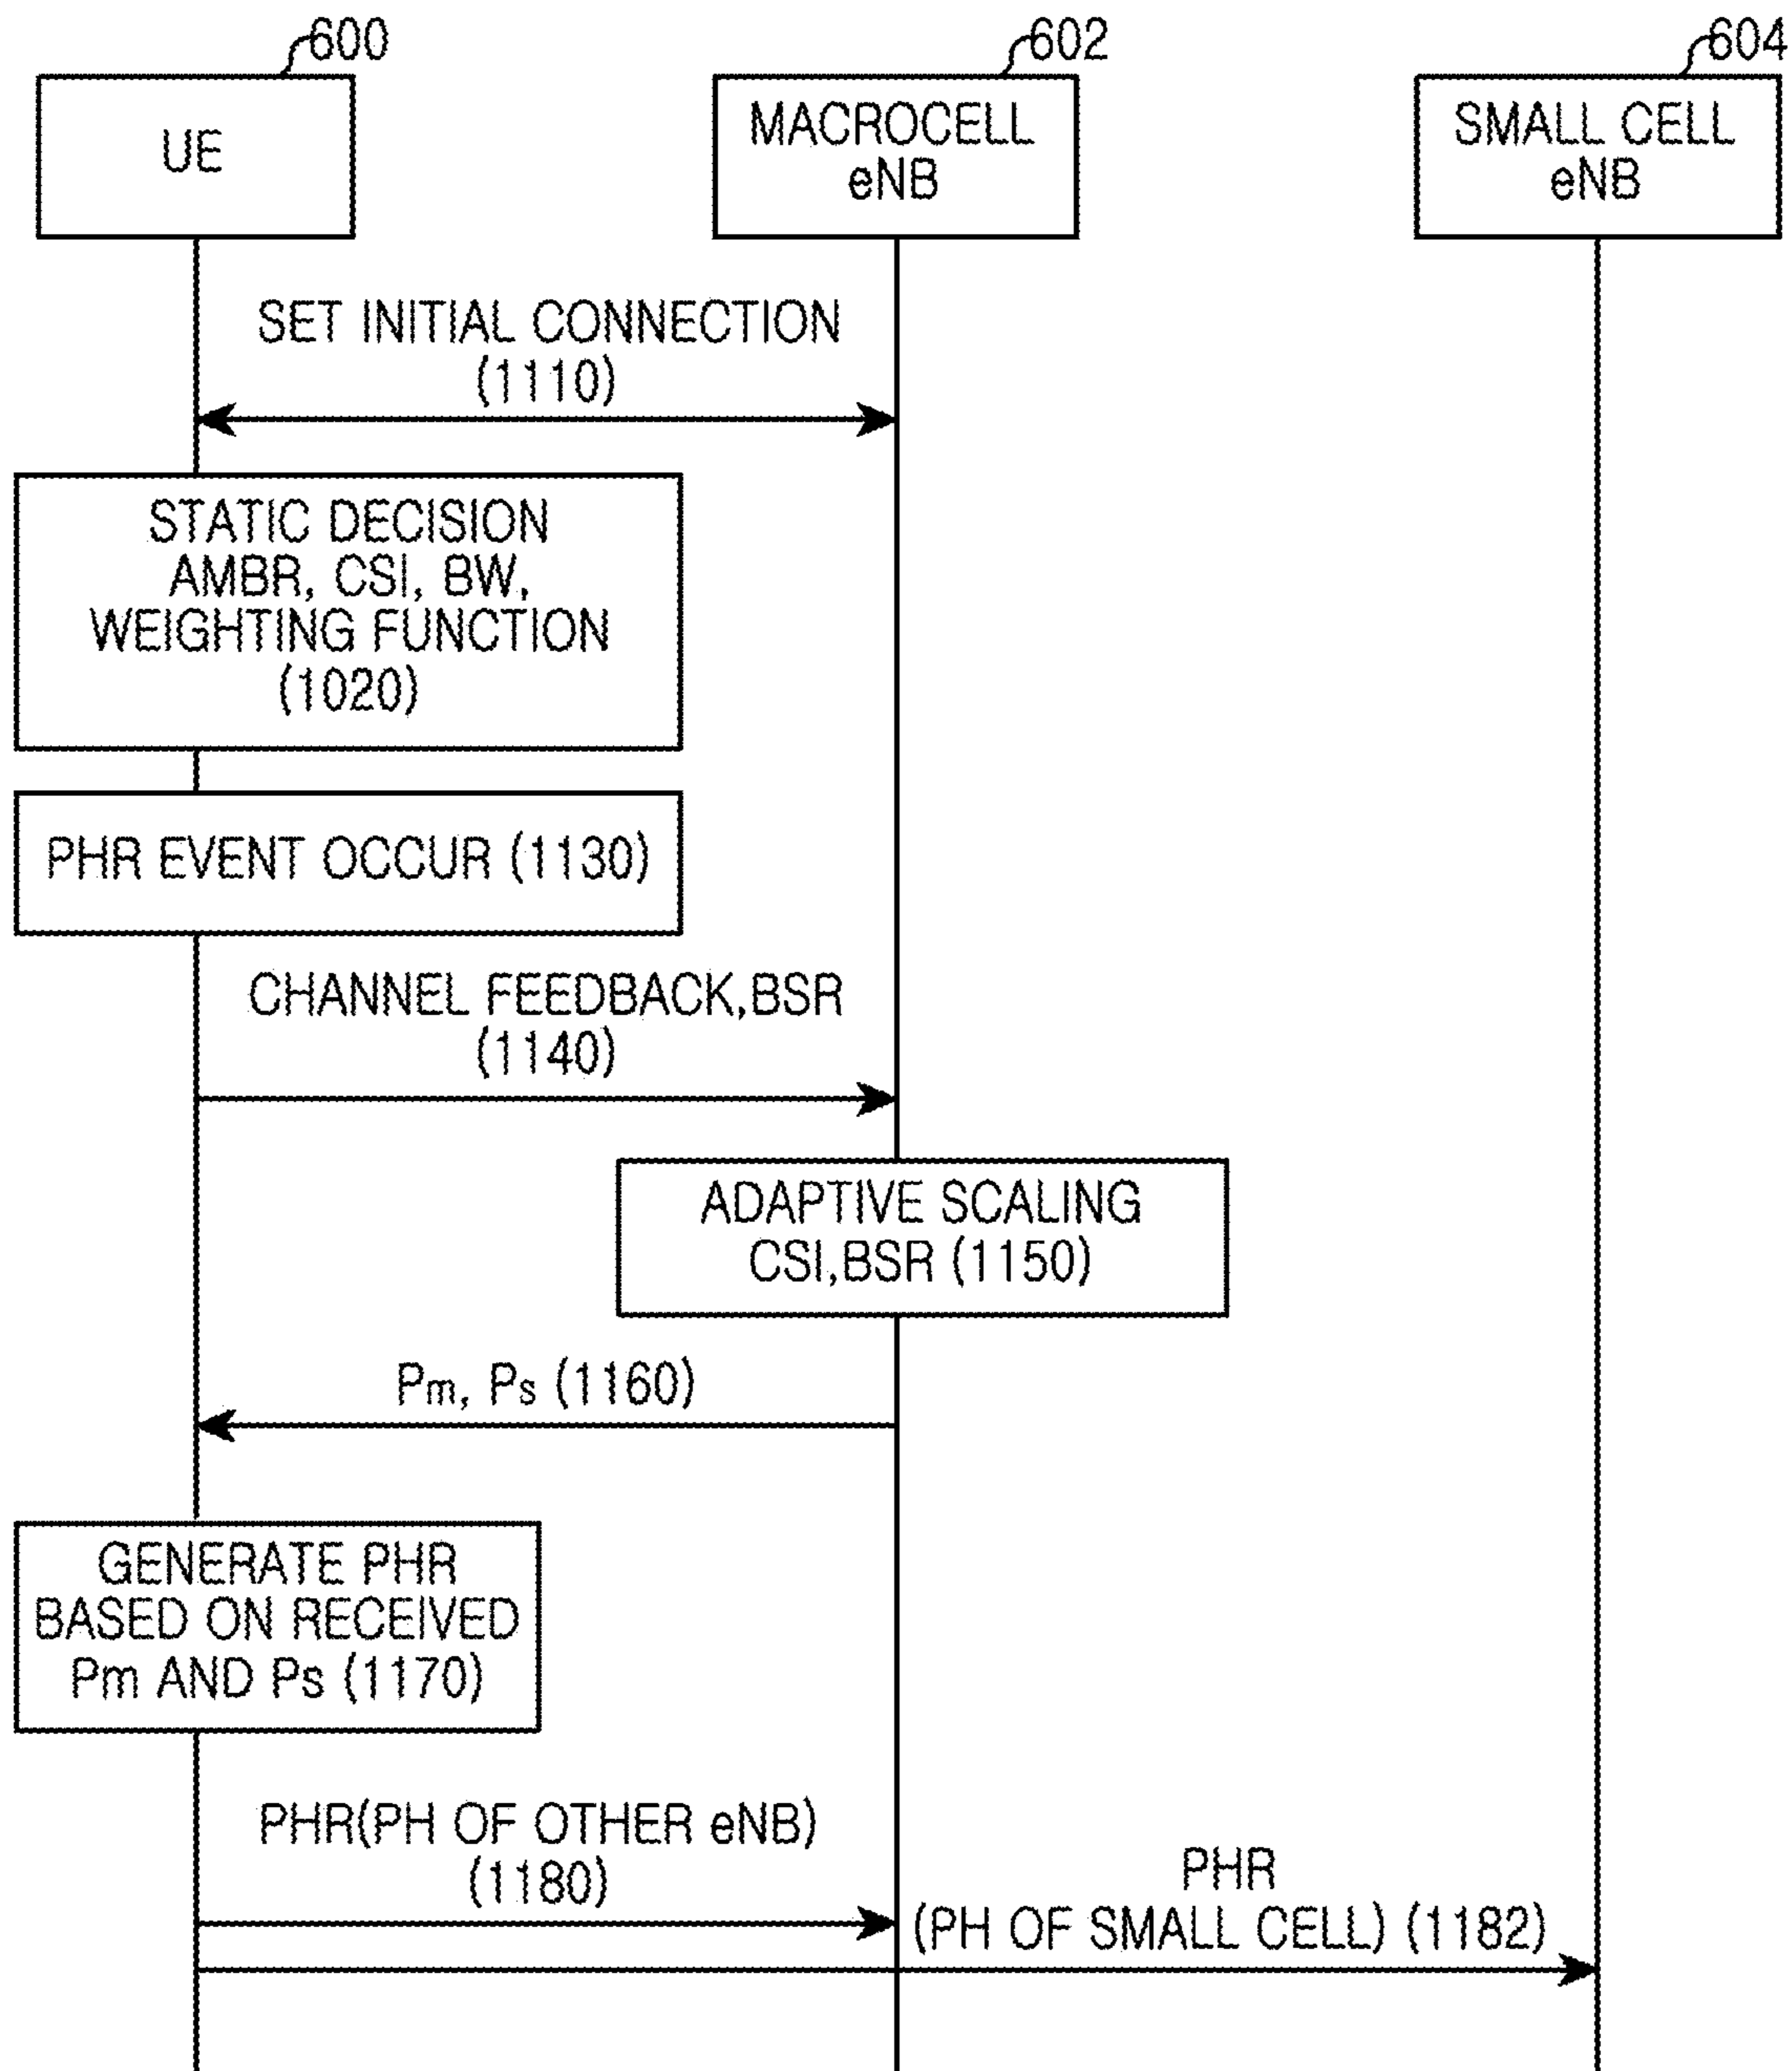 600
602
604
UE
MACROCELL
eNB
SMALL CELL
eNB
SET INITIAL CONNECTION
(1110)
STATIC DECISION
AMBR, CSI, BW,
WEIGHTING FUNCTION
(1020)
PHR EVENT OCCUR (1130)
CHANNEL FEEDBACK,BSR
(1140)
ADAPTIVE SCALING
CSI,BSR (1150)
Pm, Ps (1160)
GENERATE PHR
BASED ON RECEIVED
Pm AND Ps (1170)
PHR(PH OF OTHER eNB)
(1180)
PHR
(PH OF SMALL CELL) (1182)